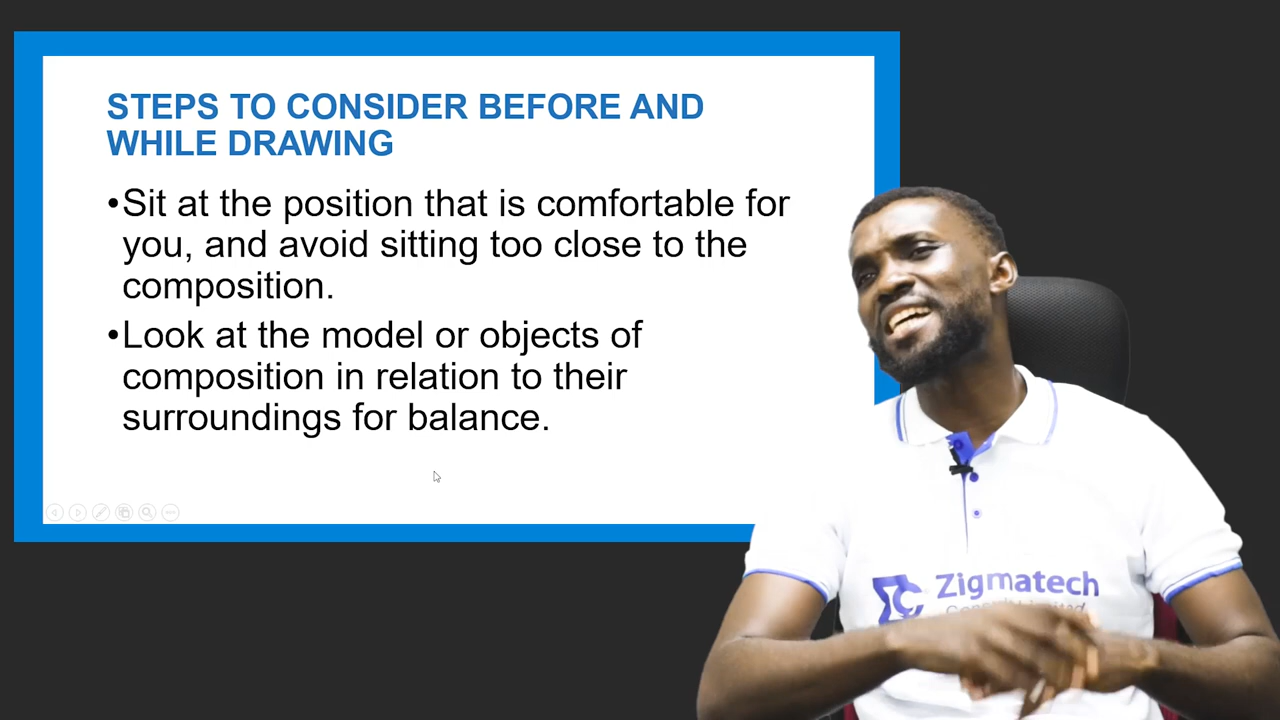 STEPS TO CONSIDER BEFORE AND
WHILE DRAWING
•Sit at the position that is comfortable for
you, and avoid sitting too close to the
composition.
•Look at the model or objects of
composition in relation to their
surroundings for balance.
Zigmatech
Limited